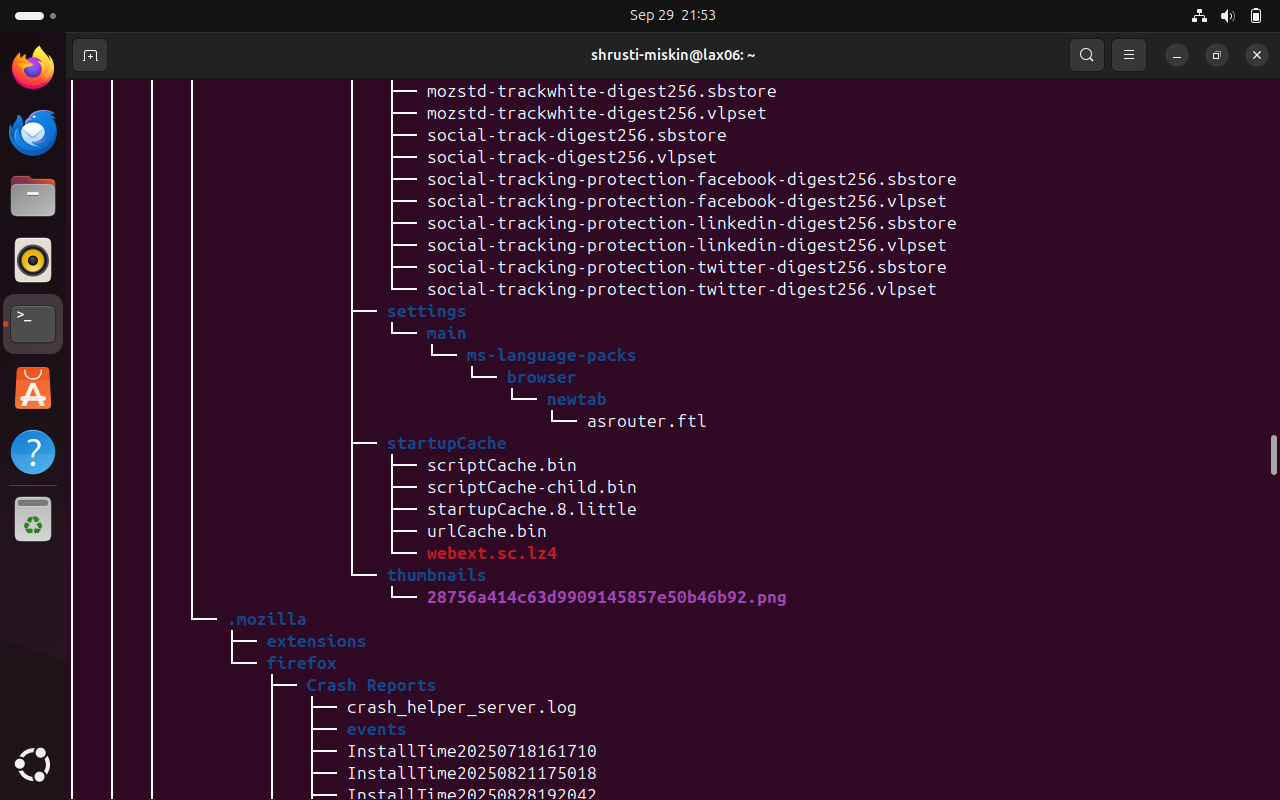 Sep 29 21:53
shrusti-miskin@lax06: ~
mozstd-trackwhite-digest256.sbstore
mozstd-trackwhite-digest256.vlpset
social-track-digest256.sbstore
social-track-digest256.vlpset
social-tracking-protection-facebook-digest256.sbstore
social-tracking-protection-facebook-digest256.vlpset
social-tracking-protection-linkedin-digest256.sbstore
social-tracking-protection-linkedin-digest256.vlpset
social-tracking-protection-twitter-digest256.sbstore
social-tracking-protection-twitter-digest256.vlpset
settings
main
ms-language-packs
browser
newtab
asrouter.ftl
startupCache
scriptCache.bin
scriptCache-child.bin
startupCache.8.little
urlCache.bin
webext.sc.lz4
thumbnails
28756a414c63d9909145857e50b46b92.png
.mozilla
extensions
firefox
Crash Reports
crash_helper_server.log
events
InstallTime20250718161710
InstallTime20250821175018
InstallTime20250828192042